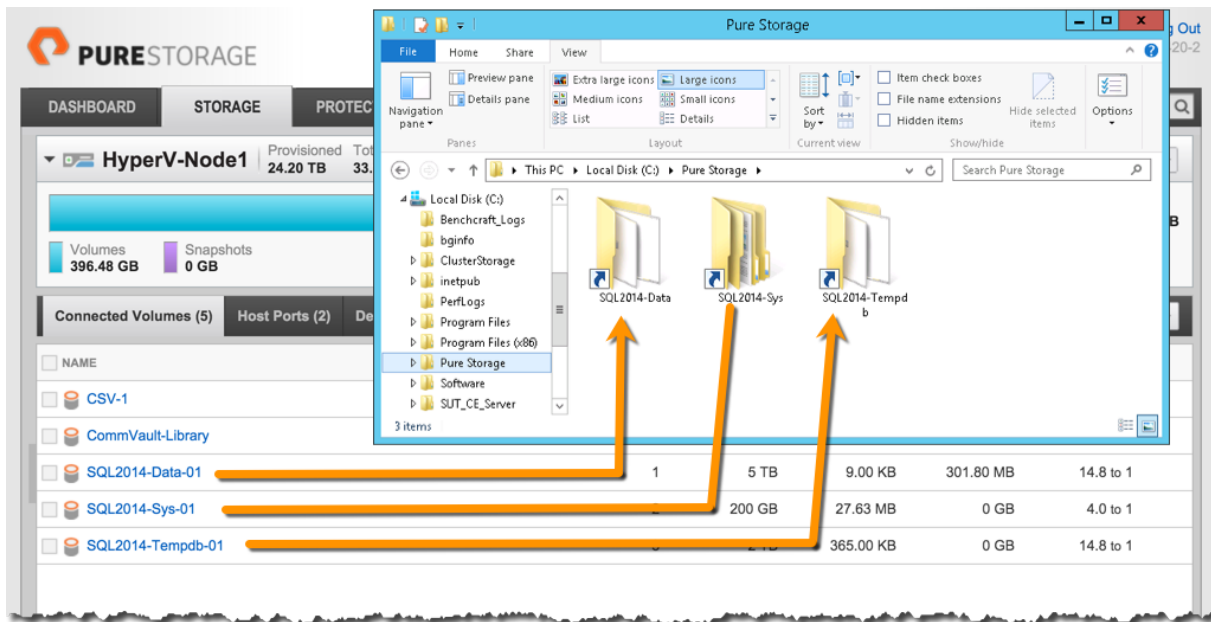 PURESTORAGE
Pure Storage
Out
20-2
File Home Share View
Navigation pane
Preview pane
Details pane
Extra large icons Large icons
Medium icons Small icons
List Details
Sort by
Item check boxes
File name extensions
Hidden items
Hide selected items
Options
Panes Layout Current view Show/hide
DASHBOARD STORAGE PROTEC
This PC Local Disk (C:) Pure Storage
Search Pure Storage
HyperV-Node1
Provisioned Tot
24.20 TB 33.
B
Volumes
396.48 GB
Snapshots
0 GB
Local Disk (C:)
Benchcraft_Logs
bginfo
ClusterStorage
inetpub
PerfLogs
Program Files
Program Files (x86)
Pure Storage
Software
SUT_CE_Server
SQL2014-Data
SQL2014-Sys
SQL2014-Tempd
b
3 items
Connected Volumes (5) Host Ports (2) De
NAME
CSV-1
CommVault-Library
SQL2014-Data-01 1 5 TB 9.00 KB 301.80 MB 14.8 to 1
SQL2014-Sys-01 200 GB 27.63 MB 0 GB 4.0 to 1
SQL2014-Tempdb-01 365.00 KB 0 GB 14.8 to 1